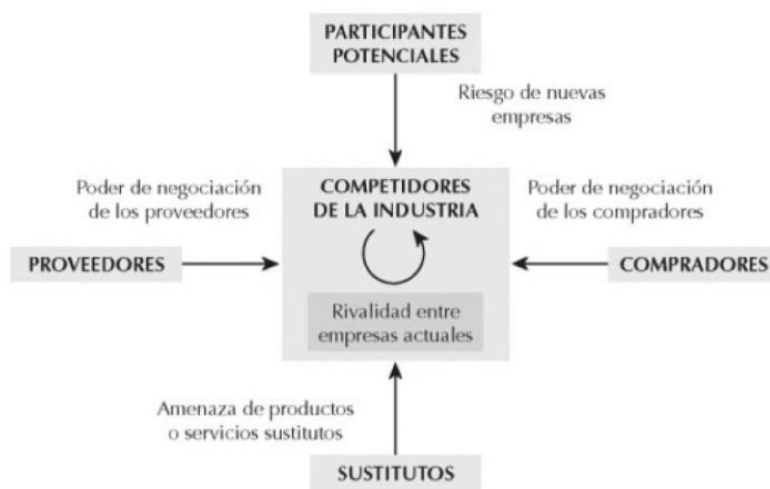 PARTICIPANTES
POTENCIALES
Riesgo de nuevas
empresas
Poder de negociación
de los proveedores
COMPETIDORES
DE LA INDUSTRIA
Poder de negociación
de los compradores
PROVEEDORES
COMPRADORES
Rivalidad entre
empresas actuales
Amenaza de productos
o servicios sustitutos
SUSTITUTOS